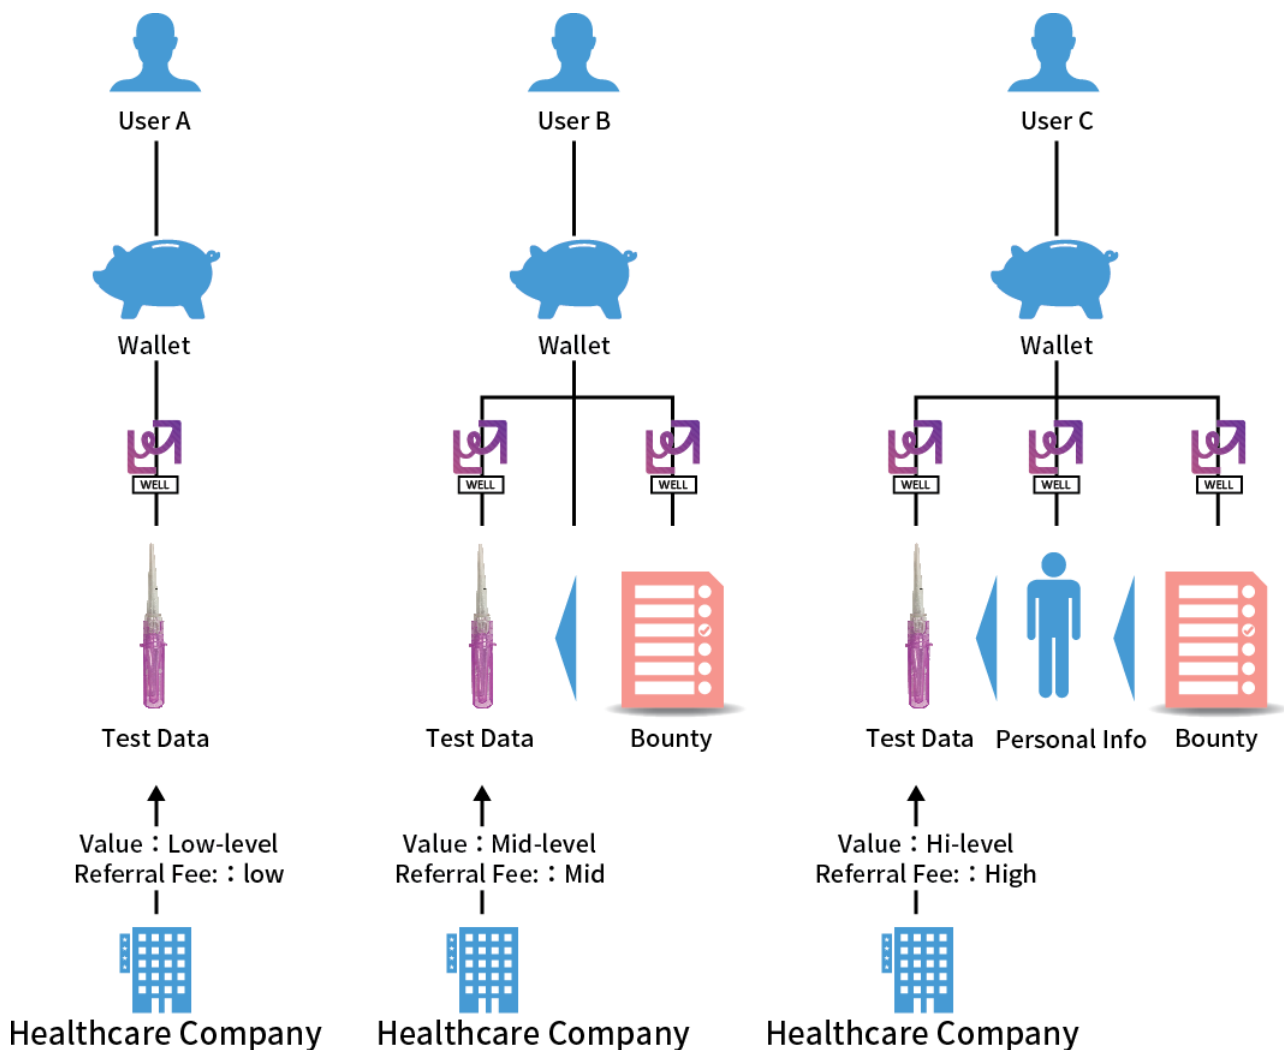 User A
User B
User C
Wallet
Wallet
Wallet
WELL
WELL
WELL
WELL
WELL
WELL
Test Data
Test Data
Bounty
Test Data
Personal Info
Bounty
Value：Low-level
Referral Fee:：low
Value：Mid-level
Referral Fee:：Mid
Value：Hi-level
Referral Fee:：High
Healthcare Company
Healthcare Company
Healthcare Company